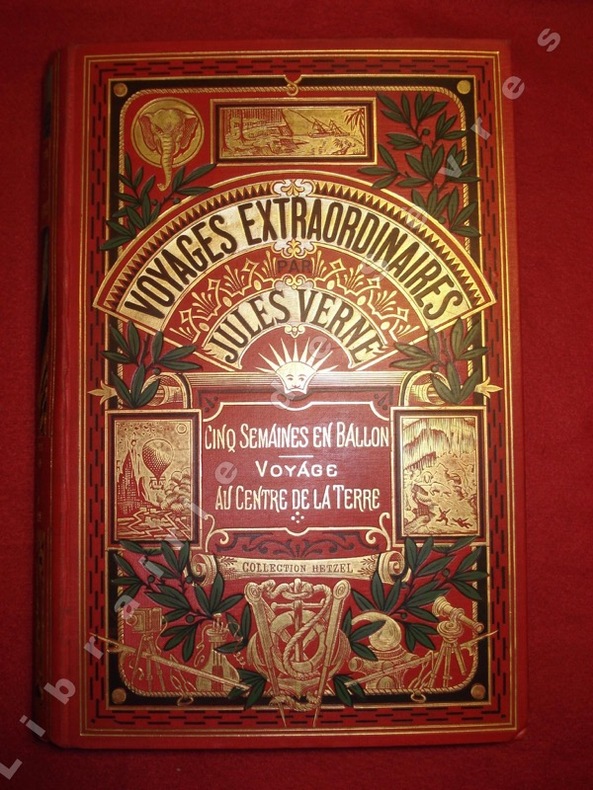 VOYAGES EXTRAORDINAIRES
PAR
JULES VERNE
CINQ SEMAINES EN BALLON
VOYAGE
AU CENTRE DE LA TERRE
COLLECTION HETZEL